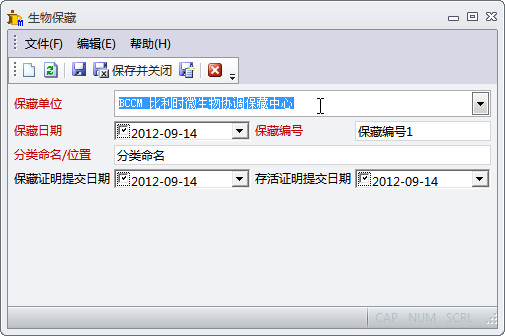 生物保藏
文件(F) 编辑(E) 帮助(H)
保存并关闭
保藏单位 BCCM 比利时微生物协调保藏中心
保藏日期 2012-09-14 保藏编号 保藏编号1
分类命名/位置 分类命名
保藏证明提交日期 2012-09-14 存活证明提交日期 2012-09-14
CAP NUM SCRL